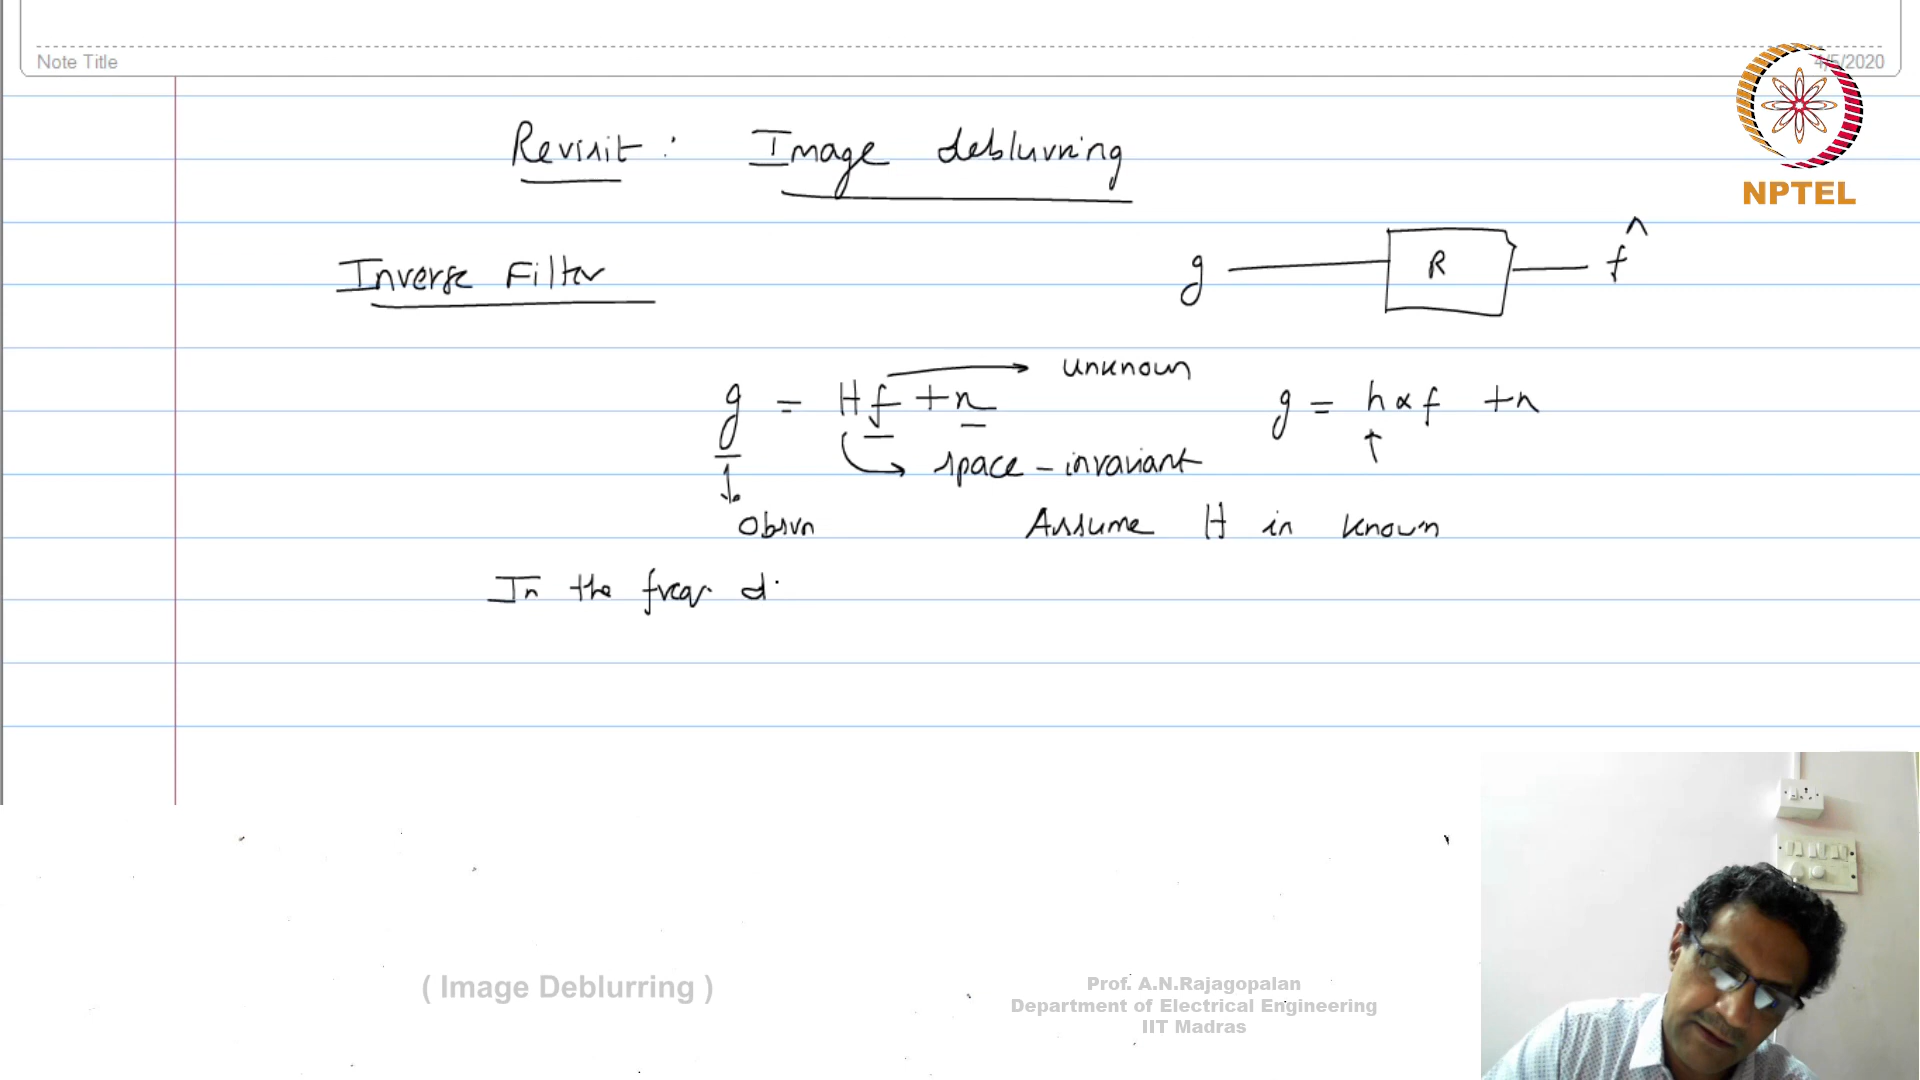 Note Title
4/5/2020
NPTEL
Revisit : Image deblurring
Inverse Filter
g R f^
unknown
g = Hf + n
g = h * f + n
space - invariant
Obsvn
Assume H is known
In the freq. d
( Image Deblurring )
Prof. A.N.Rajagopalan
Department of Electrical Engineering
IIT Madras